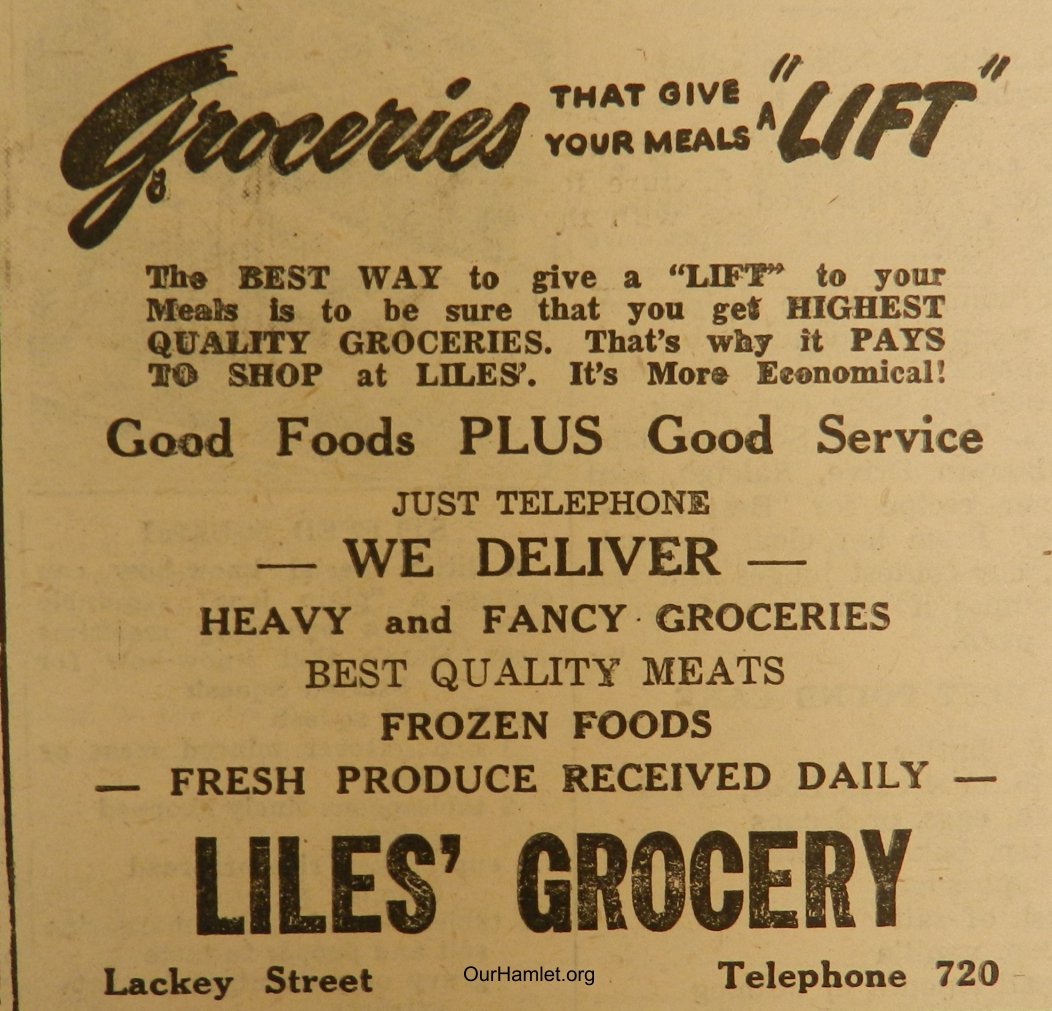 Groceries THAT GIVE YOUR MEALS A "LIFT"
The BEST WAY to give a "LIFT" to your
Meals is to be sure that you get HIGHEST
QUALITY GROCERIES. That's why it PAYS
TO SHOP at LILES'. It's More Economical!
Good Foods PLUS Good Service
JUST TELEPHONE
— WE DELIVER —
HEAVY and FANCY GROCERIES
BEST QUALITY MEATS
FROZEN FOODS
— FRESH PRODUCE RECEIVED DAILY —
LILES' GROCERY
Lackey Street OurHamlet.org Telephone 720